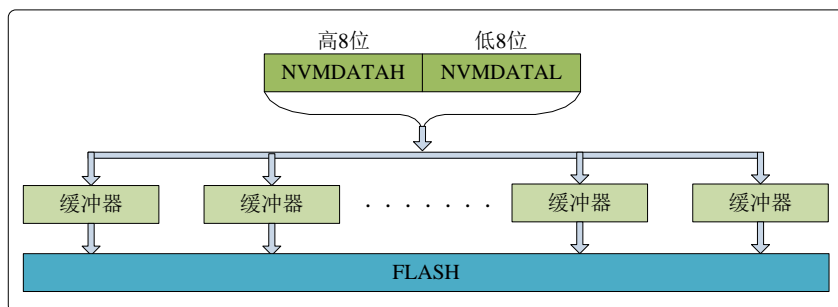 高8位 低8位
NVMDATAH NVMDATAL
缓冲器 缓冲器 . . . . . . . 缓冲器 缓冲器
FLASH